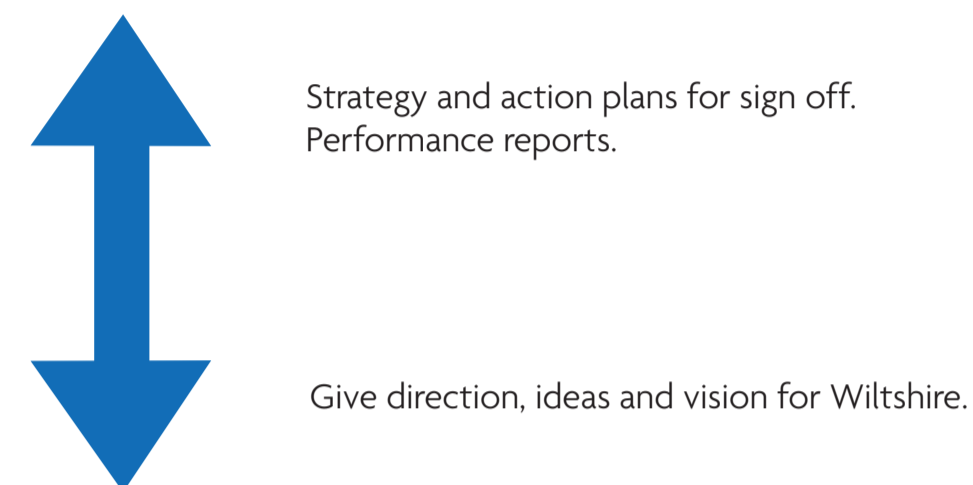 Strategy and action plans for sign off.
Performance reports.
Give direction, ideas and vision for Wiltshire.